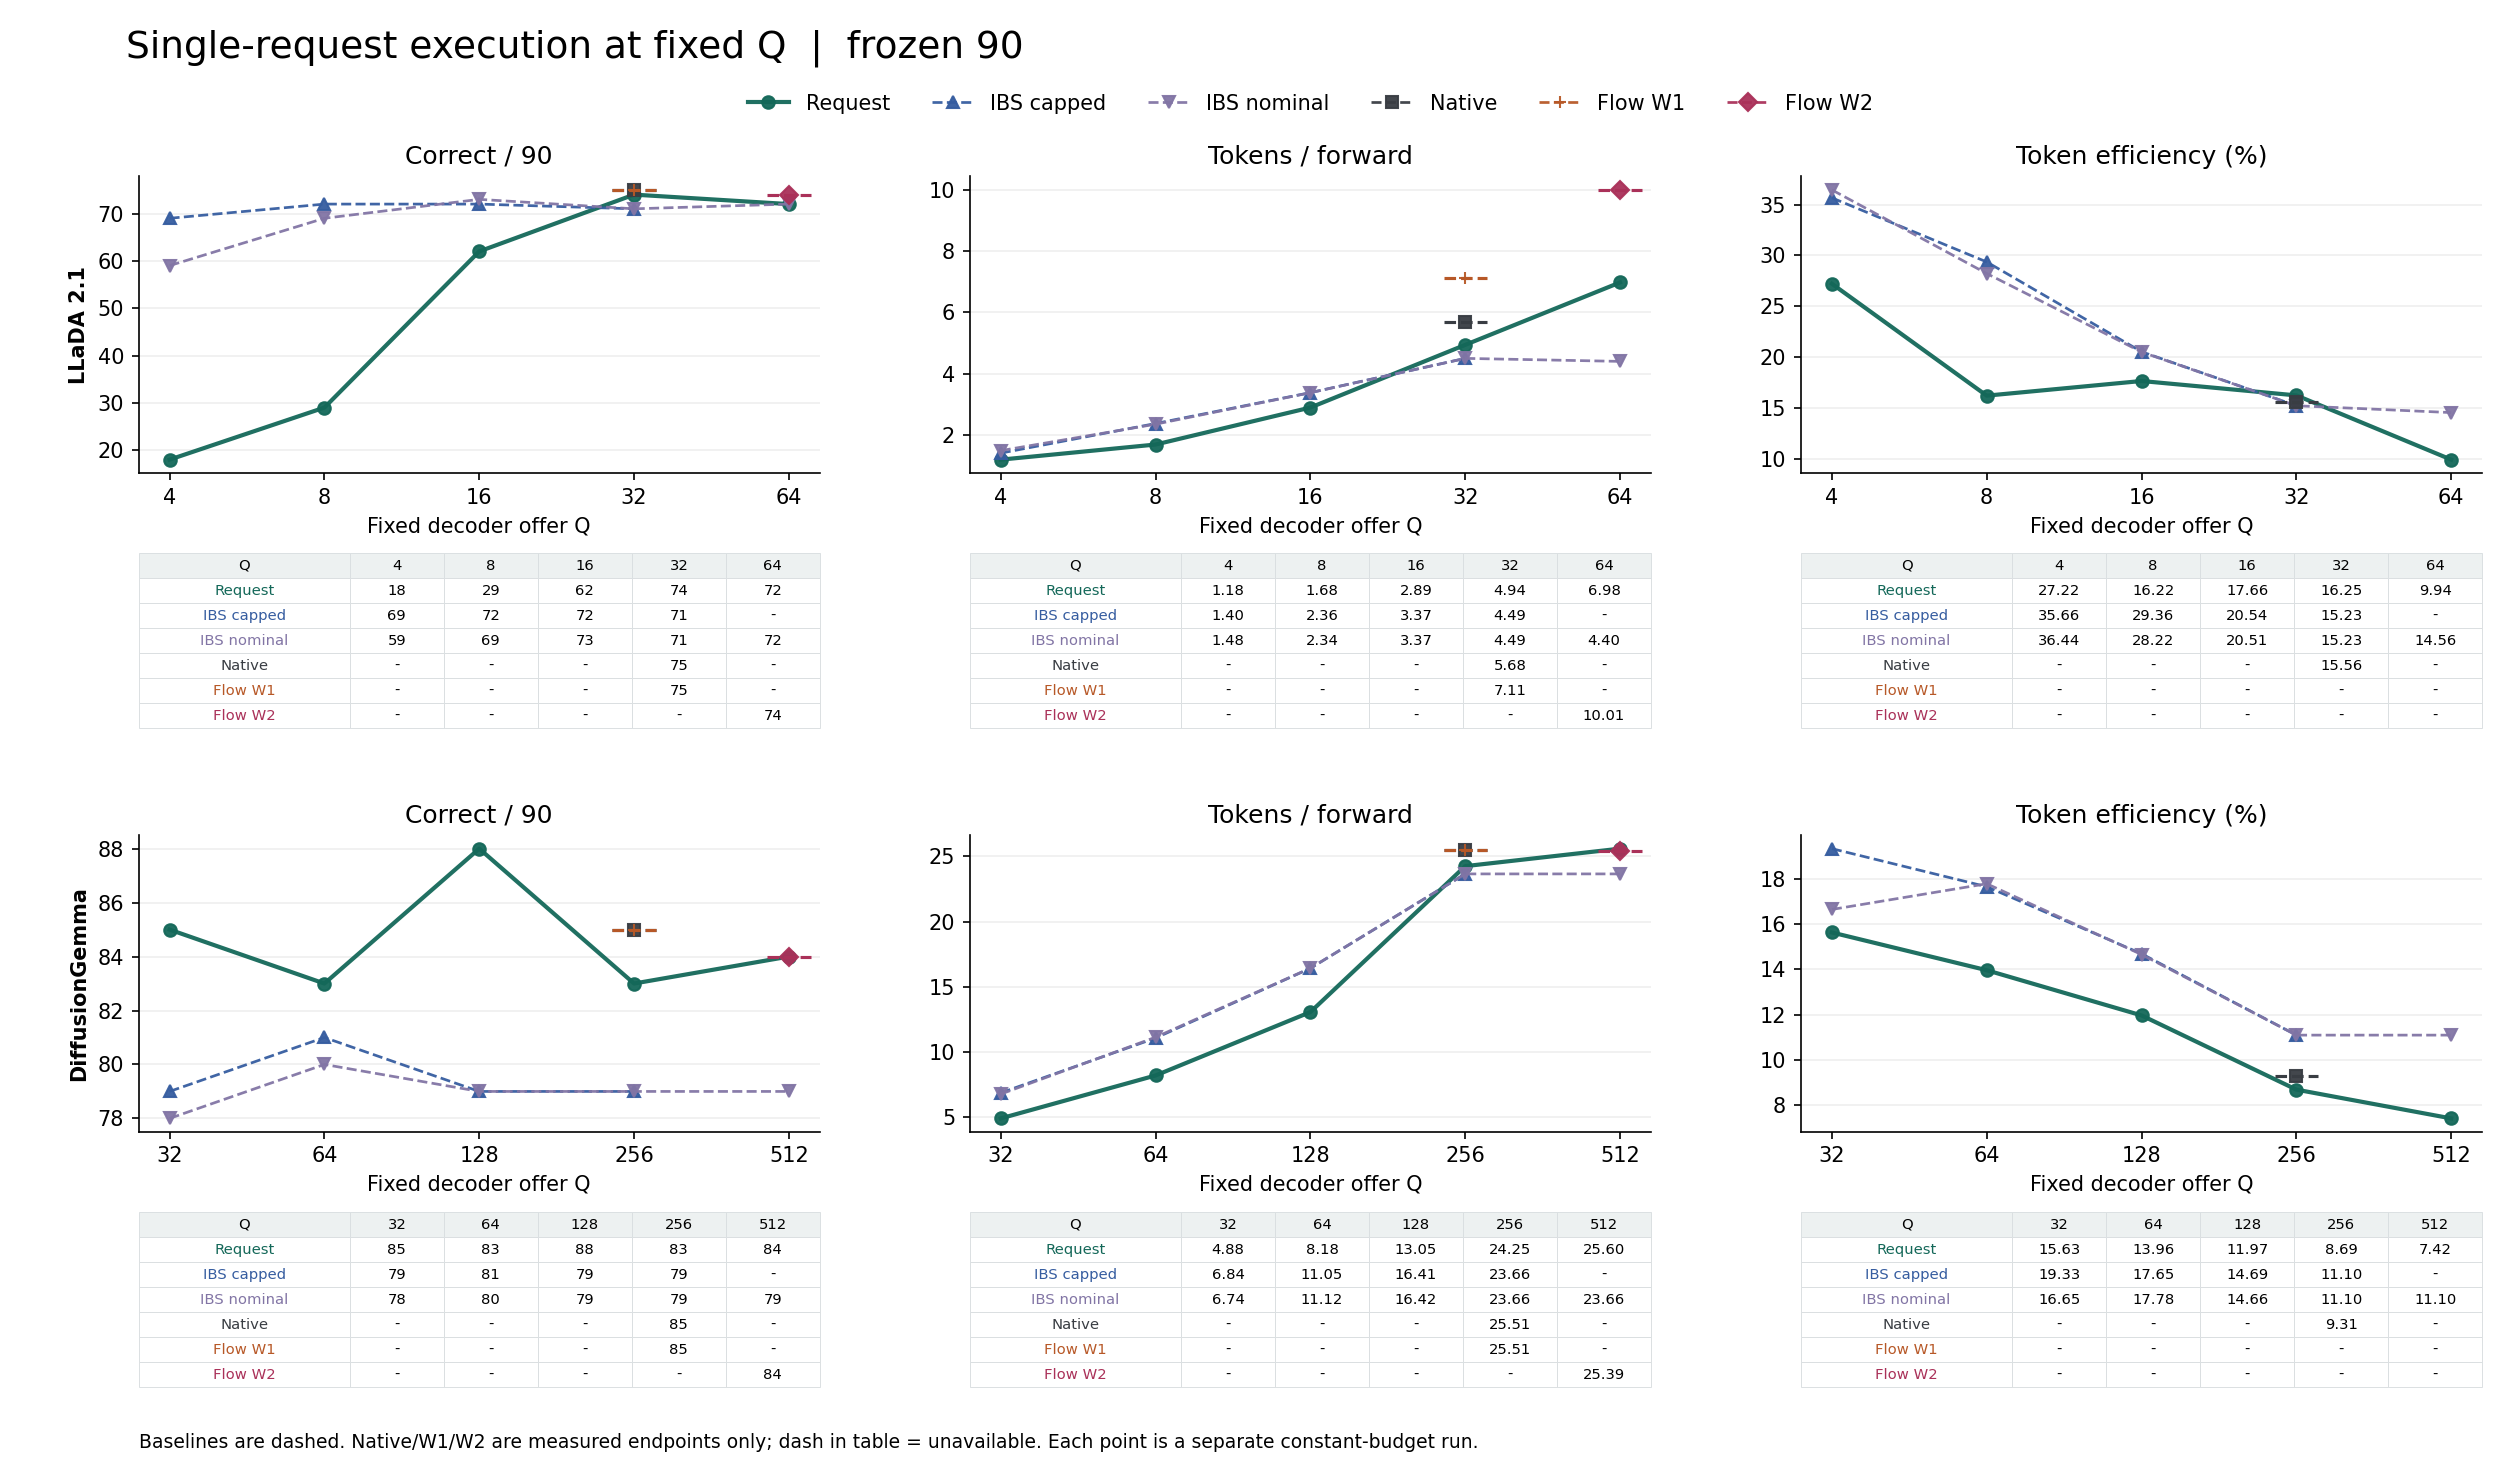 Single-request execution at fixed Q | frozen 90
Request IBS capped IBS nominal Native Flow W1 Flow W2
Correct / 90
LLaDA 2.1
70
60
50
40
30
20
4 8 16 32 64
Fixed decoder offer Q
Q 4 8 16 32 64
Request 18 29 62 74 72
IBS capped 69 72 72 71 -
IBS nominal 59 69 73 71 72
Native - - - 75 -
Flow W1 - - - 75 -
Flow W2 - - - - 74
Tokens / forward
10
8
6
4
2
4 8 16 32 64
Fixed decoder offer Q
Q 4 8 16 32 64
Request 1.18 1.68 2.89 4.94 6.98
IBS capped 1.40 2.36 3.37 4.49 -
IBS nominal 1.48 2.34 3.37 4.49 4.40
Native - - - 5.68 -
Flow W1 - - - 7.11 -
Flow W2 - - - - 10.01
Token efficiency (%)
35
30
25
20
15
10
4 8 16 32 64
Fixed decoder offer Q
Q 4 8 16 32 64
Request 27.22 16.22 17.66 16.25 9.94
IBS capped 35.66 29.36 20.54 15.23 -
IBS nominal 36.44 28.22 20.51 15.23 14.56
Native - - - 15.56 -
Flow W1 - - - - -
Flow W2 - - - - -
Correct / 90
DiffusionGemma
88
86
84
82
80
78
32 64 128 256 512
Fixed decoder offer Q
Q 32 64 128 256 512
Request 85 83 88 83 84
IBS capped 79 81 79 79 -
IBS nominal 78 80 79 79 79
Native - - - 85 -
Flow W1 - - - 85 -
Flow W2 - - - - 84
Tokens / forward
25
20
15
10
5
32 64 128 256 512
Fixed decoder offer Q
Q 32 64 128 256 512
Request 4.88 8.18 13.05 24.25 25.60
IBS capped 6.84 11.05 16.41 23.66 -
IBS nominal 6.74 11.12 16.42 23.66 23.66
Native - - - 25.51 -
Flow W1 - - - 25.51 -
Flow W2 - - - - 25.39
Token efficiency (%)
18
16
14
12
10
8
32 64 128 256 512
Fixed decoder offer Q
Q 32 64 128 256 512
Request 15.63 13.96 11.97 8.69 7.42
IBS capped 19.33 17.65 14.69 11.10 -
IBS nominal 16.65 17.78 14.66 11.10 11.10
Native - - - 9.31 -
Flow W1 - - - - -
Flow W2 - - - - -
Baselines are dashed. Native/W1/W2 are measured endpoints only; dash in table = unavailable. Each point is a separate constant-budget run.